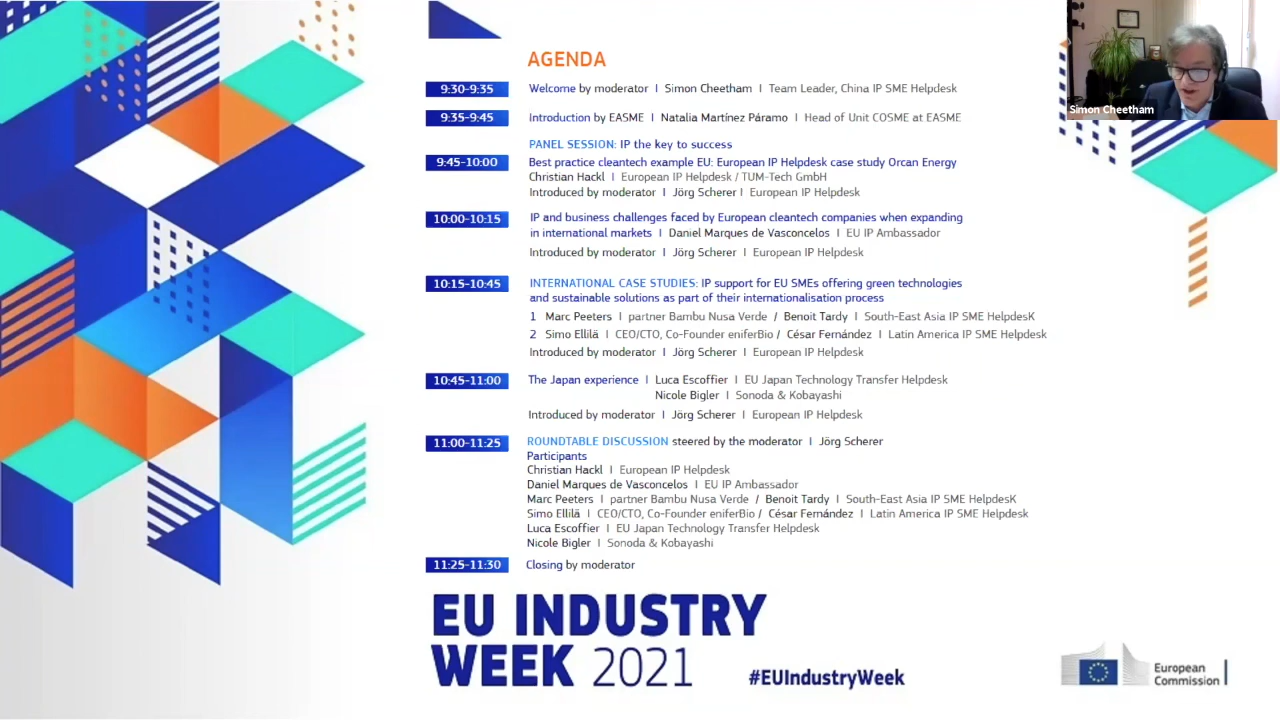 AGENDA
9:30-9:35 Welcome by moderator I Simon Cheetham I Team Leader, China IP SME Helpdesk
9:35-9:45 Introduction by EASME I Natalia Martínez Páramo I Head of Unit COSME at EASME
PANEL SESSION: IP the key to success
9:45-10:00 Best practice cleantech example EU: European IP Helpdesk case study Orcan Energy
Christian Hackl I European IP Helpdesk / TUM-Tech GmbH
Introduced by moderator I Jörg Scherer I European IP Helpdesk
10:00-10:15 IP and business challenges faced by European cleantech companies when expanding
in international markets I Daniel Marques de Vasconcelos I EU IP Ambassador
Introduced by moderator I Jörg Scherer I European IP Helpdesk
10:15-10:45 INTERNATIONAL CASE STUDIES: IP support for EU SMEs offering green technologies
and sustainable solutions as part of their internationalisation process
1 Marc Peeters I partner Bambu Nusa Verde / Benoit Tardy I South-East Asia IP SME HelpdesK
2 Simo Ellilä I CEO/CTO, Co-Founder eniferBio / César Fernández I Latin America IP SME Helpdesk
Introduced by moderator I Jörg Scherer I European IP Helpdesk
10:45-11:00 The Japan experience I Luca Escoffier I EU Japan Technology Transfer Helpdesk
Nicole Bigler I Sonoda & Kobayashi
Introduced by moderator I Jörg Scherer I European IP Helpdesk
11:00-11:25 ROUNDTABLE DISCUSSION steered by the moderator I Jörg Scherer
Participants
Christian Hackl I European IP Helpdesk
Daniel Marques de Vasconcelos I EU IP Ambassador
Marc Peeters I partner Bambu Nusa Verde / Benoit Tardy I South-East Asia IP SME HelpdesK
Simo Ellilä I CEO/CTO, Co-Founder eniferBio / César Fernández I Latin America IP SME Helpdesk
Luca Escoffier I EU Japan Technology Transfer Helpdesk
Nicole Bigler I Sonoda & Kobayashi
11:25-11:30 Closing by moderator
EU INDUSTRY
WEEK 2021
#EUIndustryWeek
European
Commission
Simon Cheetham